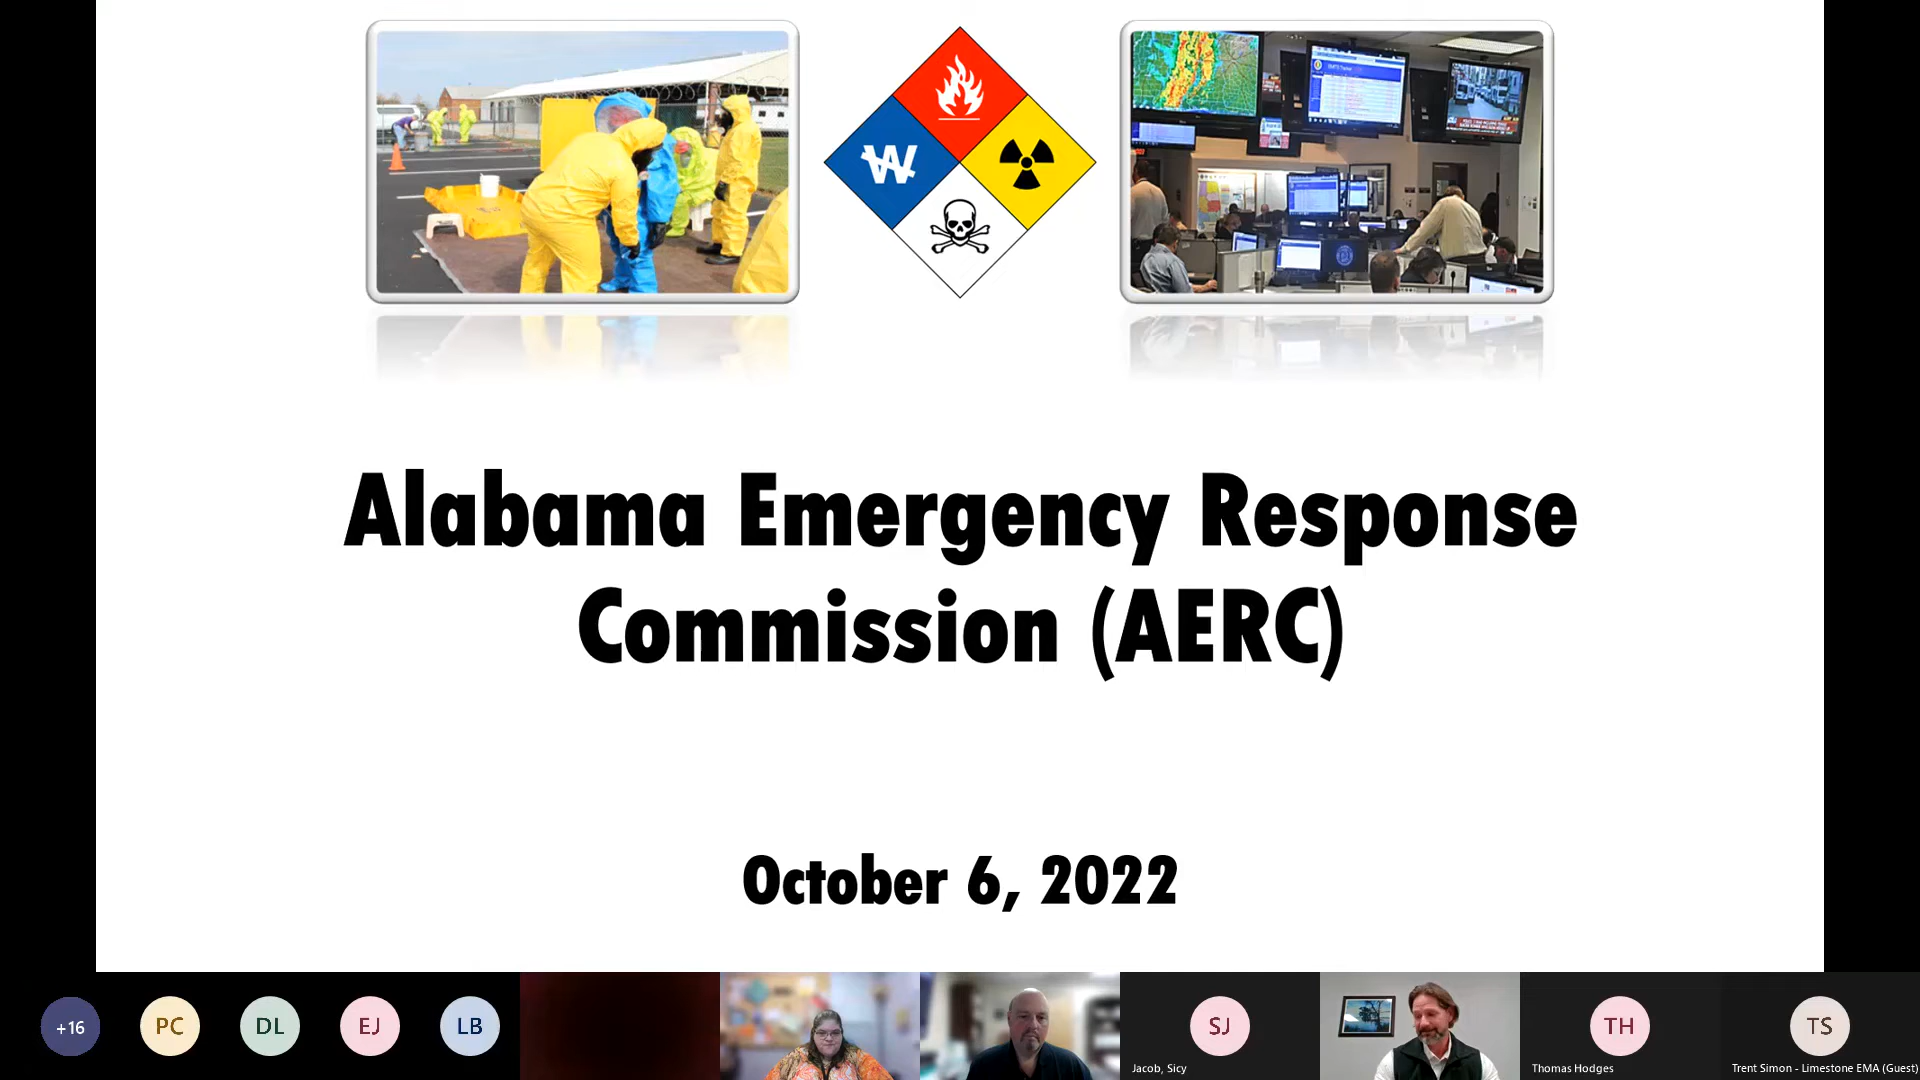 W
Alabama Emergency Response
Commission (AERC)
October 6, 2022
+16
PC
DL
EJ
LB
SJ
Jacob, Sicy
TH
Thomas Hodges
TS
Trent Simon - Limestone EMA (Guest)